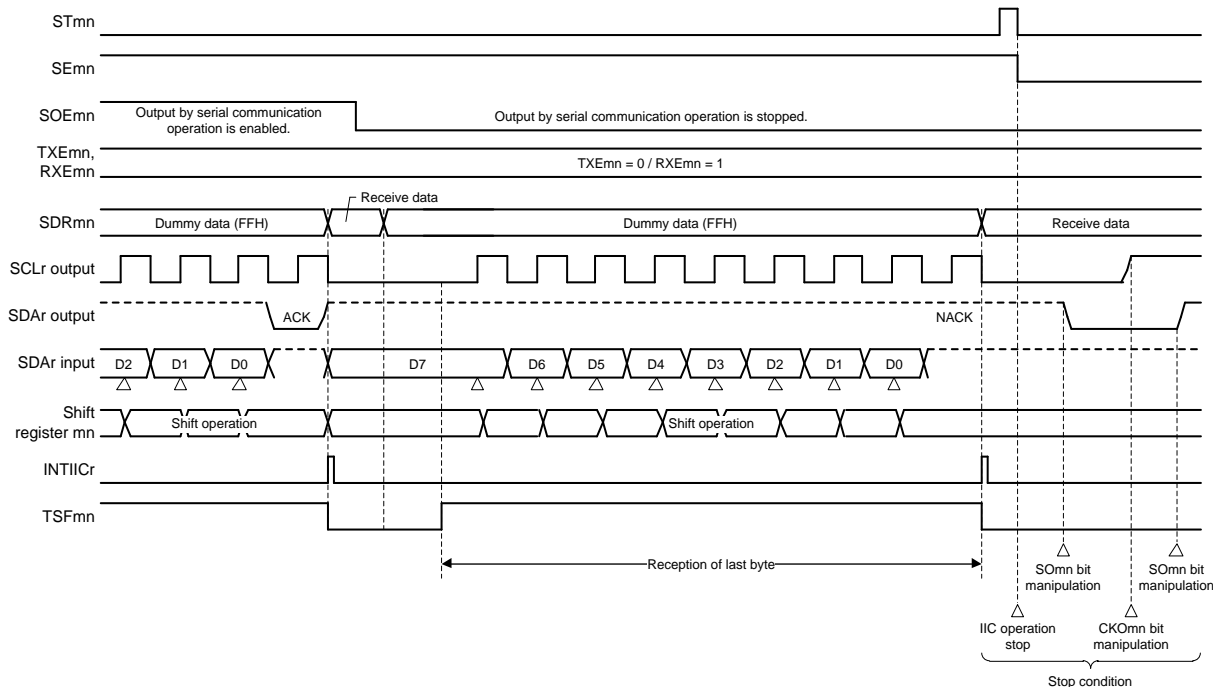 STmn
SEmn
SOEmn
Output by serial communication
operation is enabled.
Output by serial communication operation is stopped.
TXEmn,
RXEmn
TXEmn = 0 / RXEmn = 1
Receive data
SDRmn
Dummy data (FFH)
Dummy data (FFH)
Receive data
SCLr output
SDAr output
ACK
NACK
SDAr input
D2 D1 D0 D7 D6 D5 D4 D3 D2 D1 D0
Shift
register mn
Shift operation
Shift operation
INTIICr
TSFmn
Reception of last byte
SOmn bit
manipulation
SOmn bit
manipulation
IIC operation
stop
CKOmn bit
manipulation
Stop condition